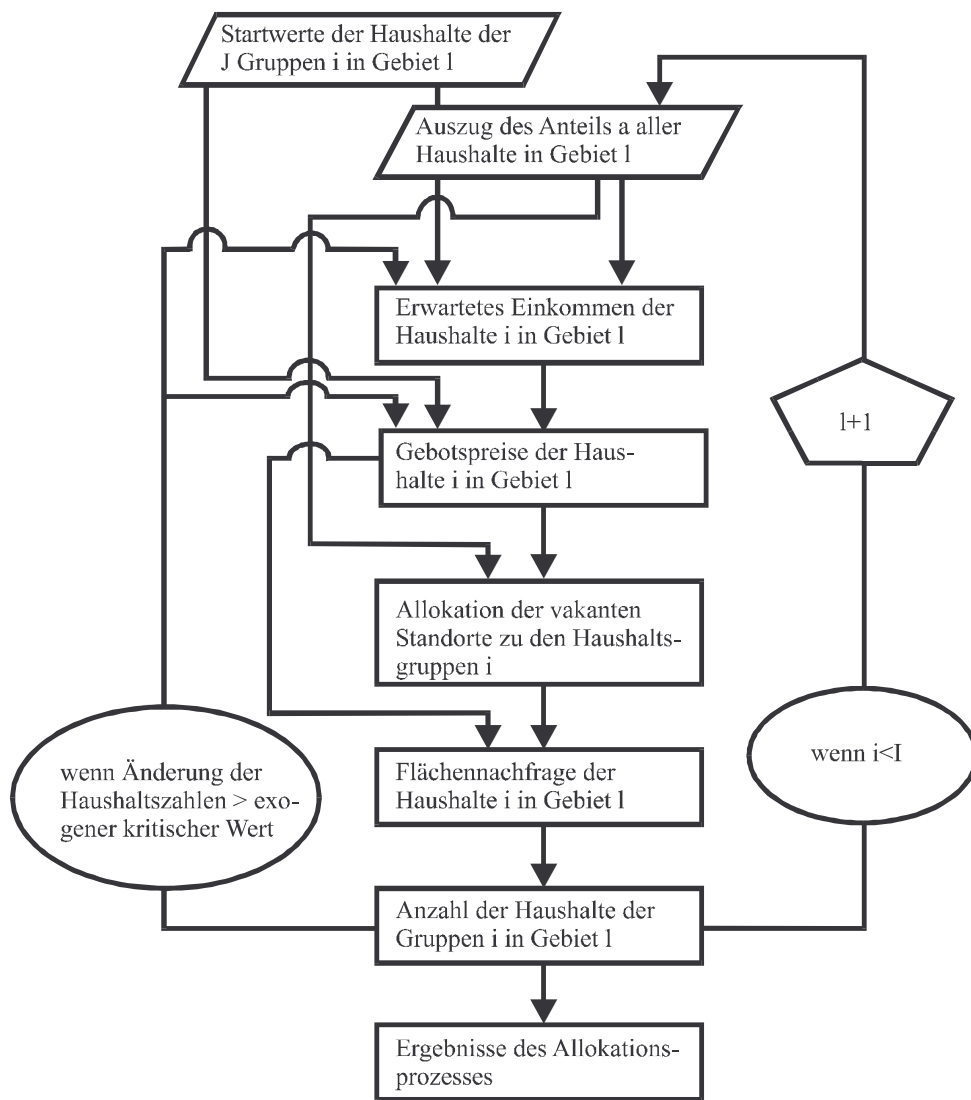 Startwerte der Haushalte der
J Gruppen i in Gebiet l
Auszug des Anteils a aller
Haushalte in Gebiet l
Erwartetes Einkommen der
Haushalte i in Gebiet l
l+1
Gebotspreise der Haus-
halte i in Gebiet l
Allokation der vakanten
Standorte zu den Haushalts-
gruppen i
wenn Änderung der
Haushaltszahlen > exo-
gener kritischer Wert
Flächennachfrage der
Haushalte i in Gebiet l
wenn i<I
Anzahl der Haushalte der
Gruppen i in Gebiet l
Ergebnisse des Allokations-
prozesses